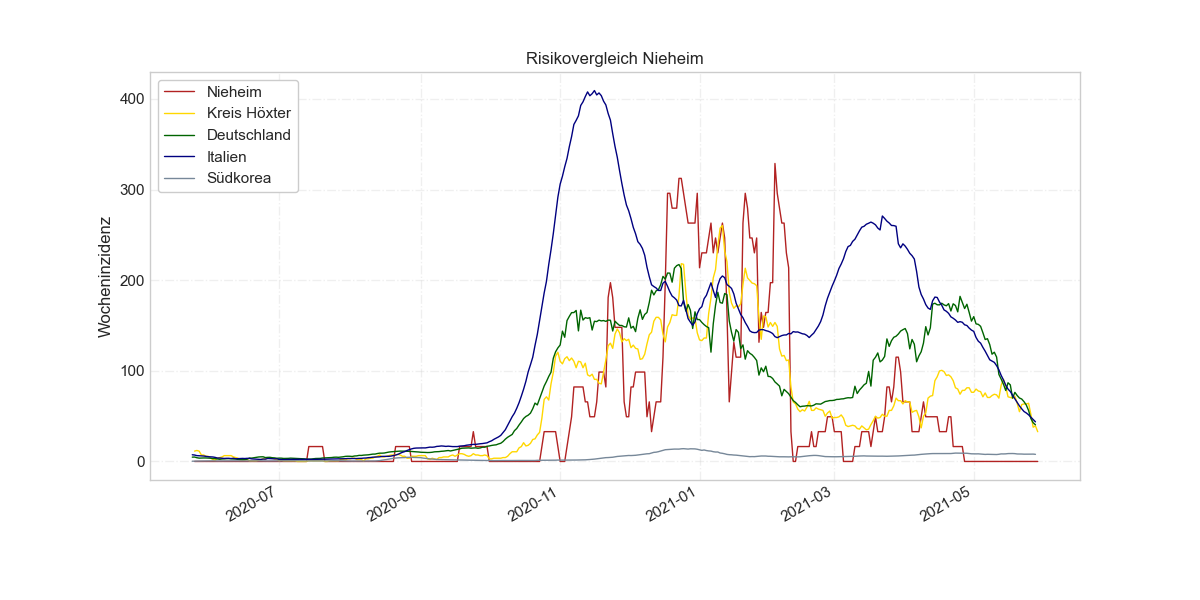 Risikovergleich Nieheim
Nieheim
Kreis Höxter
Deutschland
Italien
Südkorea
Wocheninzidenz
400
300
200
100
0
2020-07
2020-09
2020-11
2021-01
2021-03
2021-05